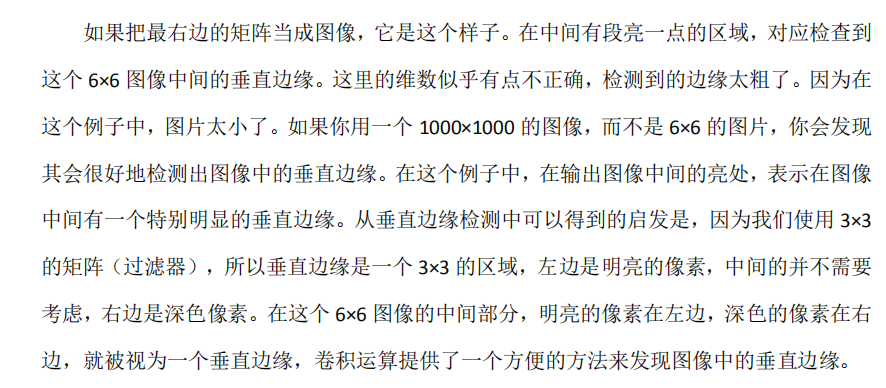 如果把最右边的矩阵当成图像，它是这个样子。在中间有段亮一点的区域，对应检查到
这个 6×6 图像中间的垂直边缘。这里的维数似乎有点不正确，检测到的边缘太粗了。因为在
这个例子中，图片太小了。如果你用一个 1000×1000 的图像，而不是 6×6 的图片，你会发现
其会很好地检测出图像中的垂直边缘。在这个例子中，在输出图像中间的亮处，表示在图像
中间有一个特别明显的垂直边缘。从垂直边缘检测中可以得到的启发是，因为我们使用 3×3
的矩阵（过滤器），所以垂直边缘是一个 3×3 的区域，左边是明亮的像素，中间的并不需要
考虑，右边是深色像素。在这个 6×6 图像的中间部分，明亮的像素在左边，深色的像素在右
边，就被视为一个垂直边缘，卷积运算提供了一个方便的方法来发现图像中的垂直边缘。